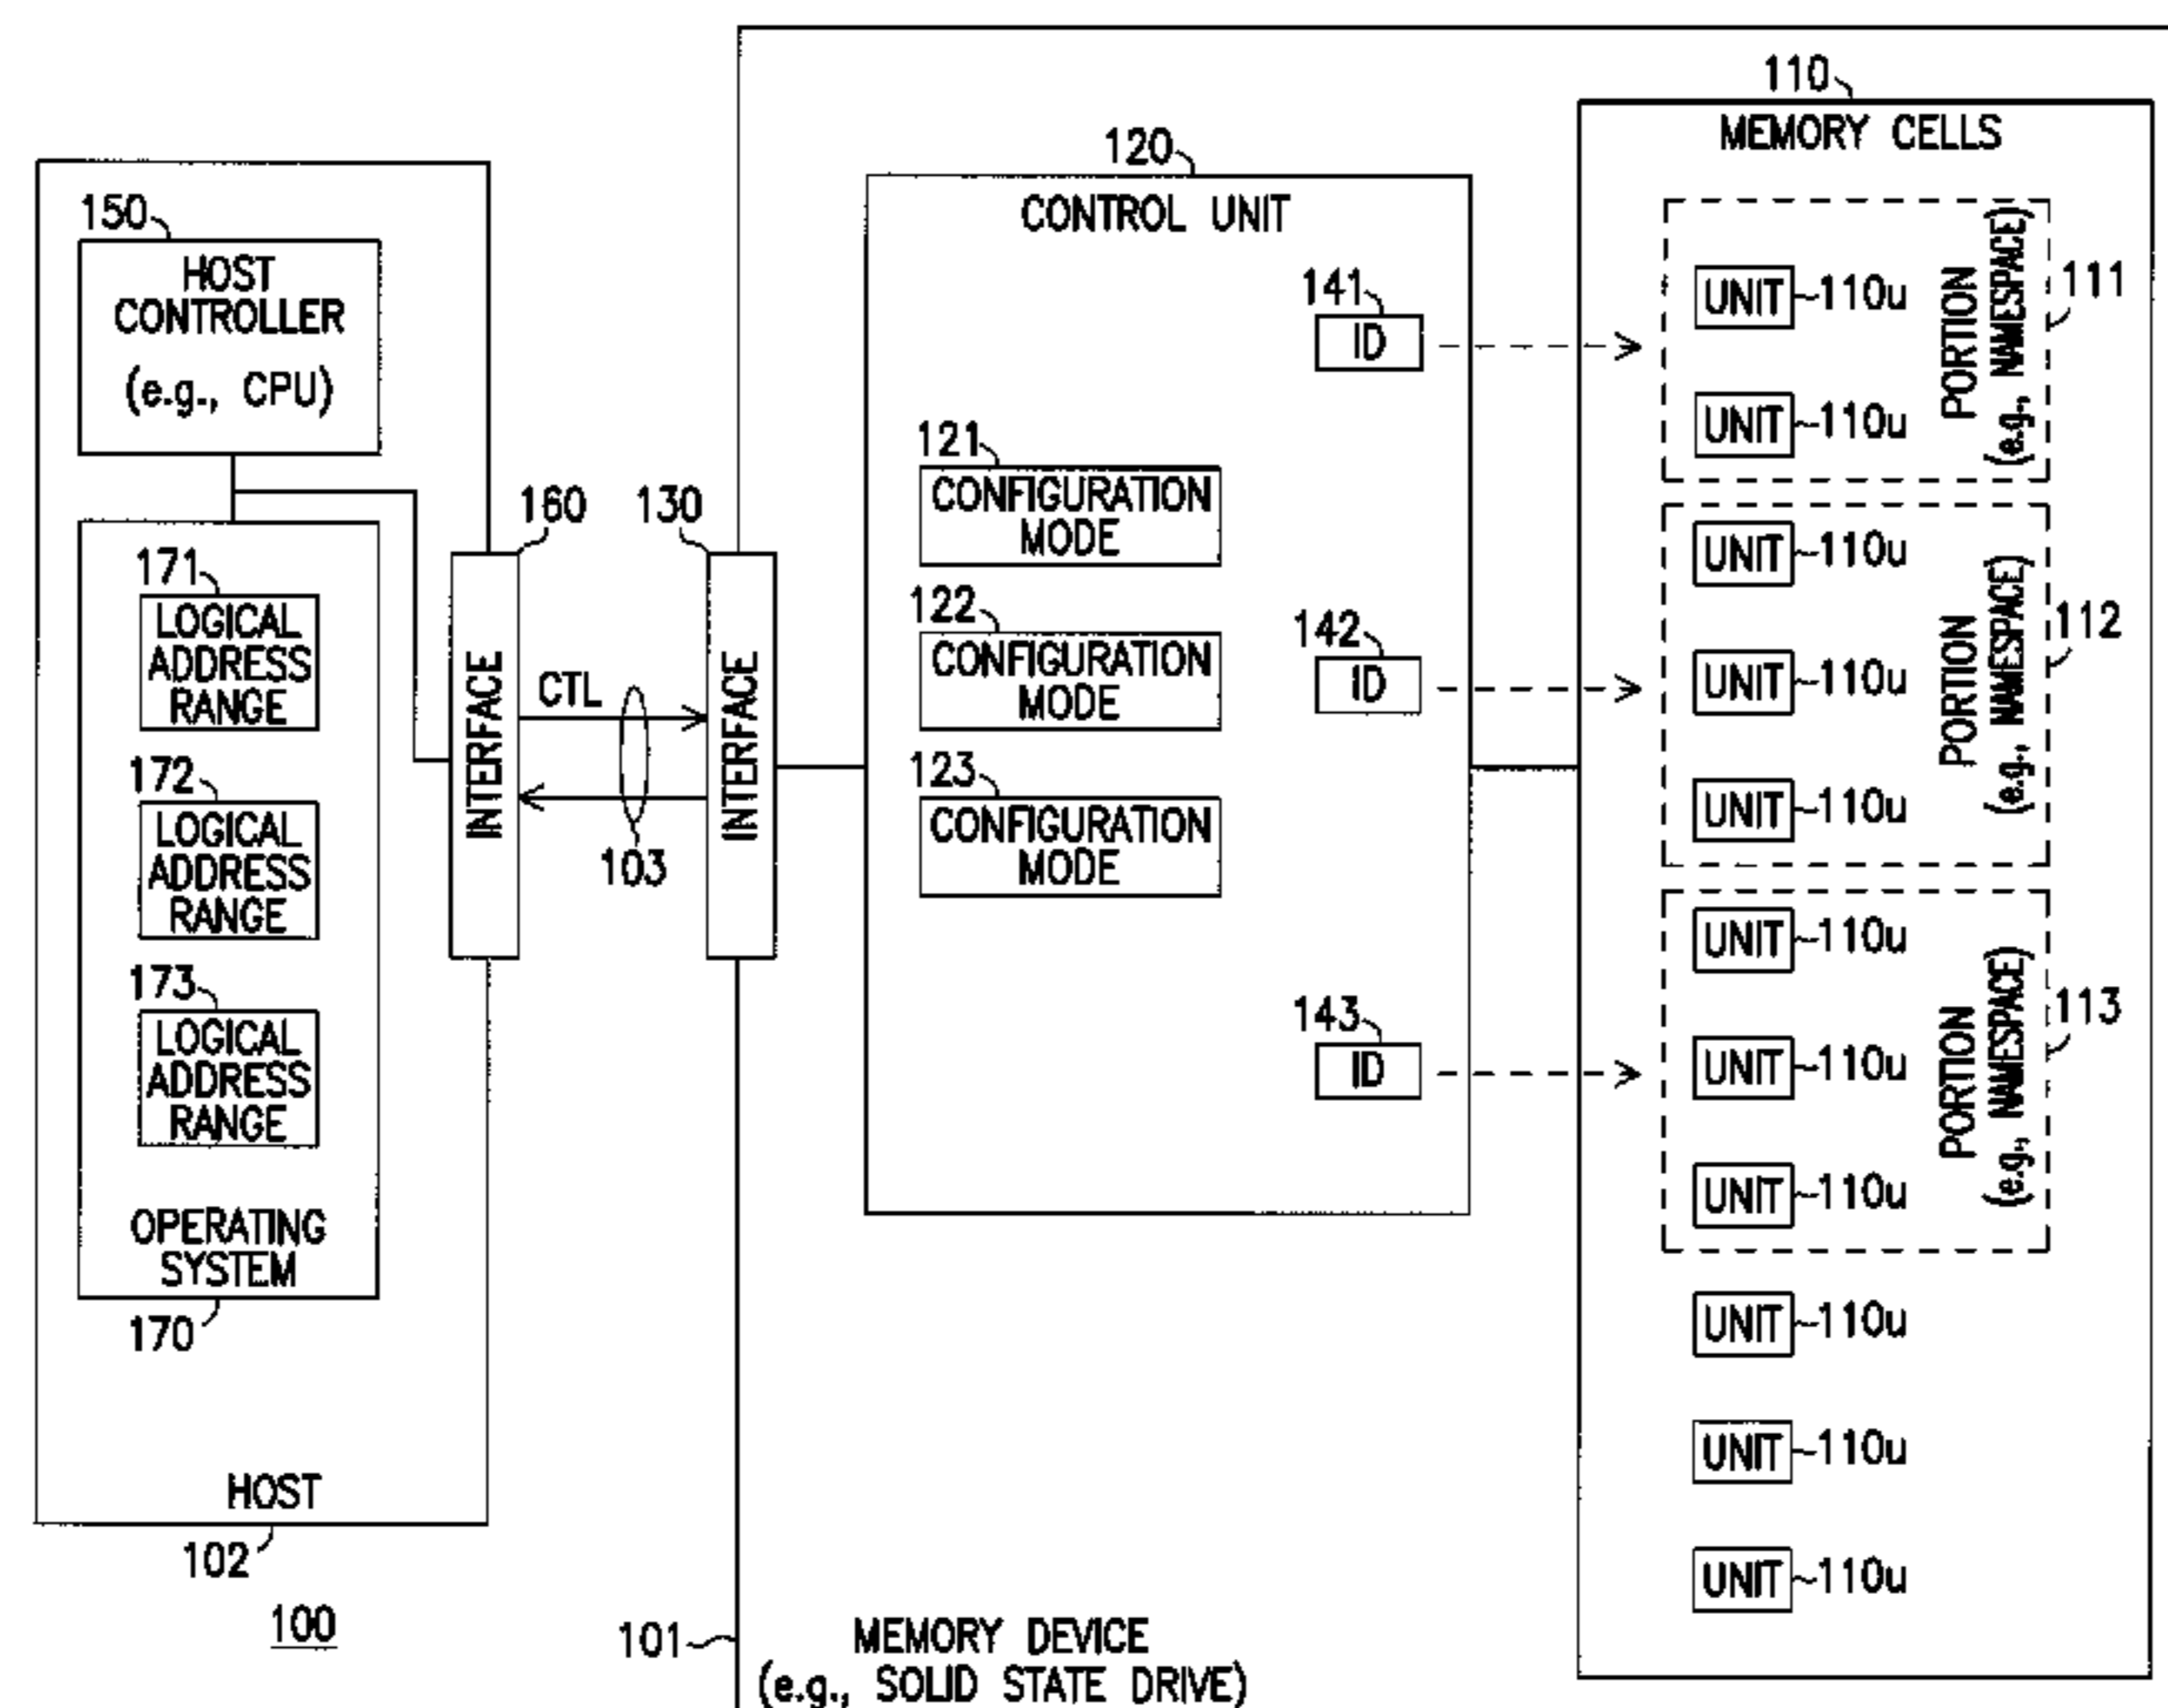 150
HOST
CONTROLLER
(e.g., CPU)
171
LOGICAL
ADDRESS
RANGE
172
LOGICAL
ADDRESS
RANGE
173
LOGICAL
ADDRESS
RANGE
OPERATING
SYSTEM
170
HOST
102
100
160
INTERFACE
CTL
103
130
INTERFACE
120
CONTROL UNIT
121
CONFIGURATION
MODE
122
CONFIGURATION
MODE
123
CONFIGURATION
MODE
141
ID
142
ID
143
ID
110
MEMORY CELLS
UNIT 110u
UNIT 110u
PORTION
(e.g., NAMESPACE)
111
UNIT 110u
UNIT 110u
UNIT 110u
PORTION
(e.g., NAMESPACE)
112
UNIT 110u
UNIT 110u
UNIT 110u
PORTION
(e.g., NAMESPACE)
113
UNIT 110u
UNIT 110u
UNIT 110u
101
MEMORY DEVICE
(e.g., SOLID STATE DRIVE)